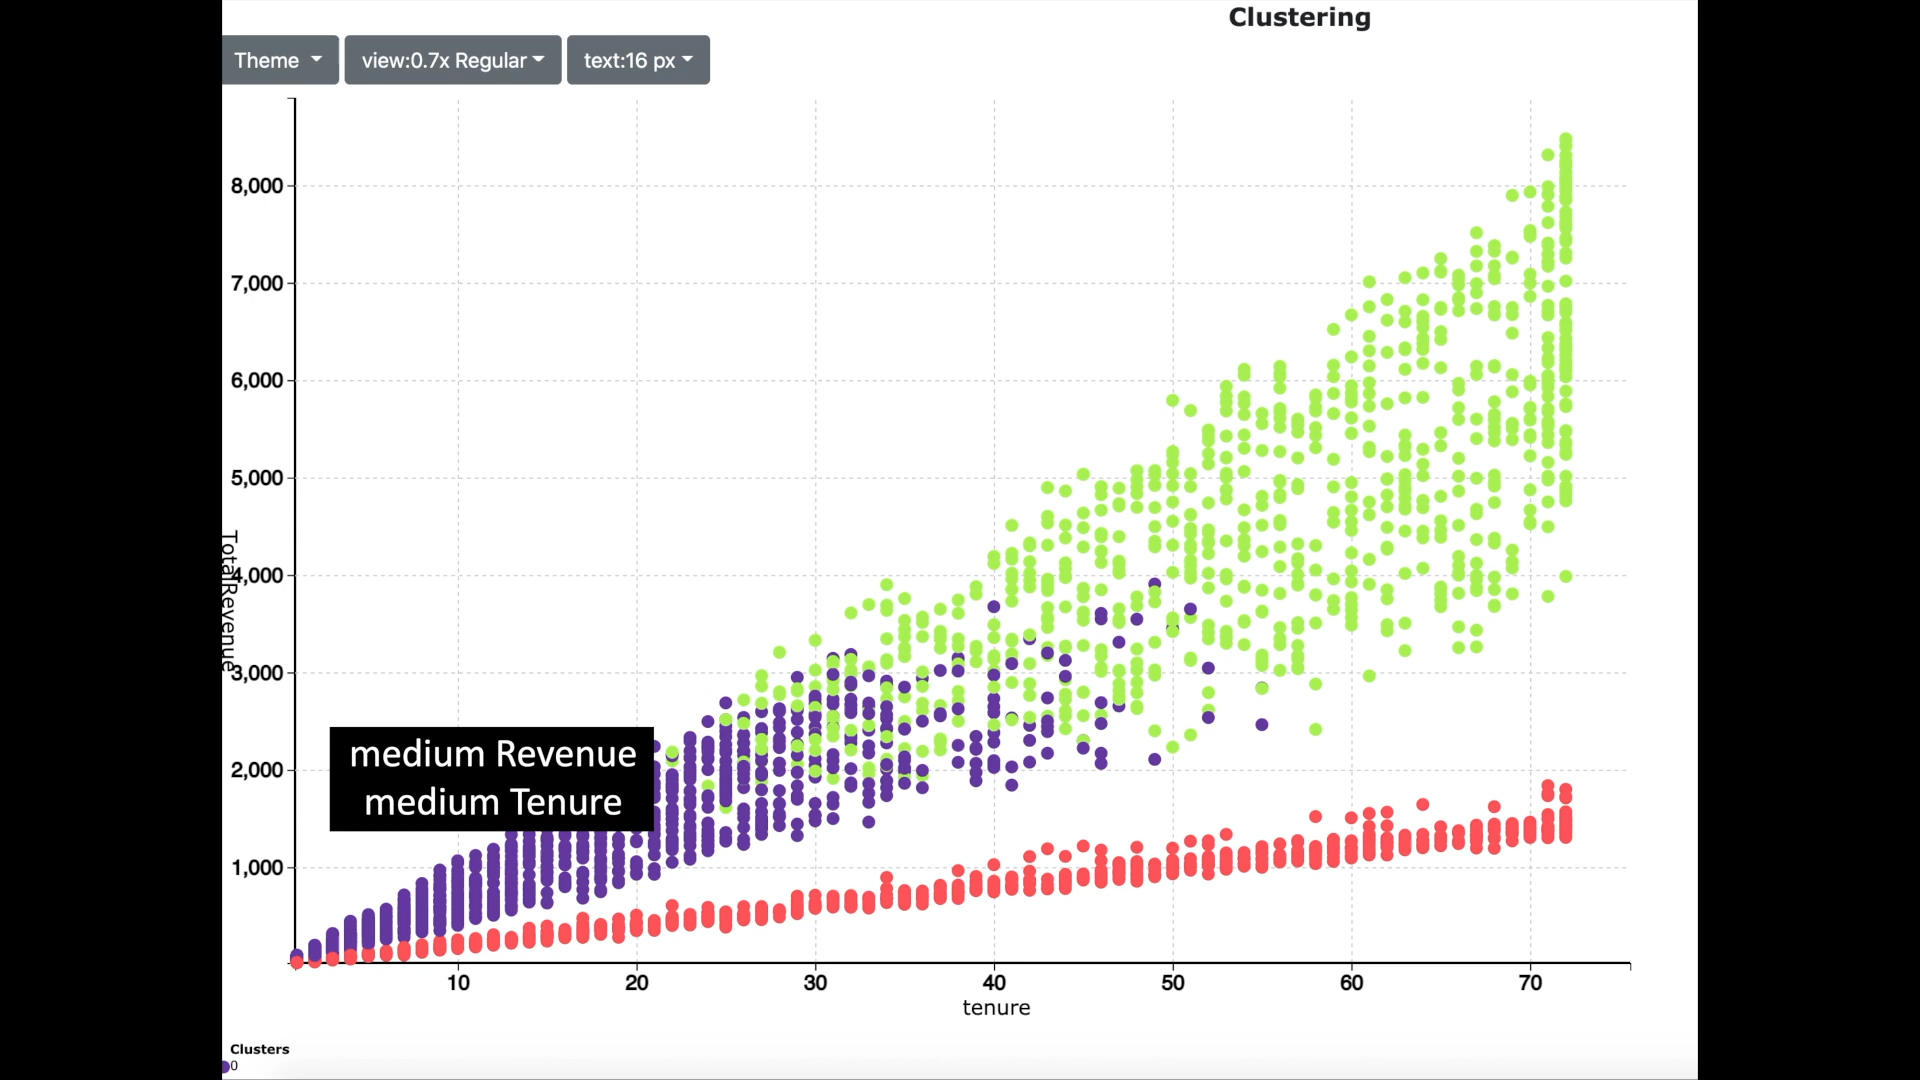 Clustering
Theme view:0.7x Regular text:16 px
8,000
7,000
6,000
5,000
4,000
3,000
2,000
1,000
TotalRevenue
medium Revenue
medium Tenure
10 20 30 40 50 60 70
tenure
Clusters
0